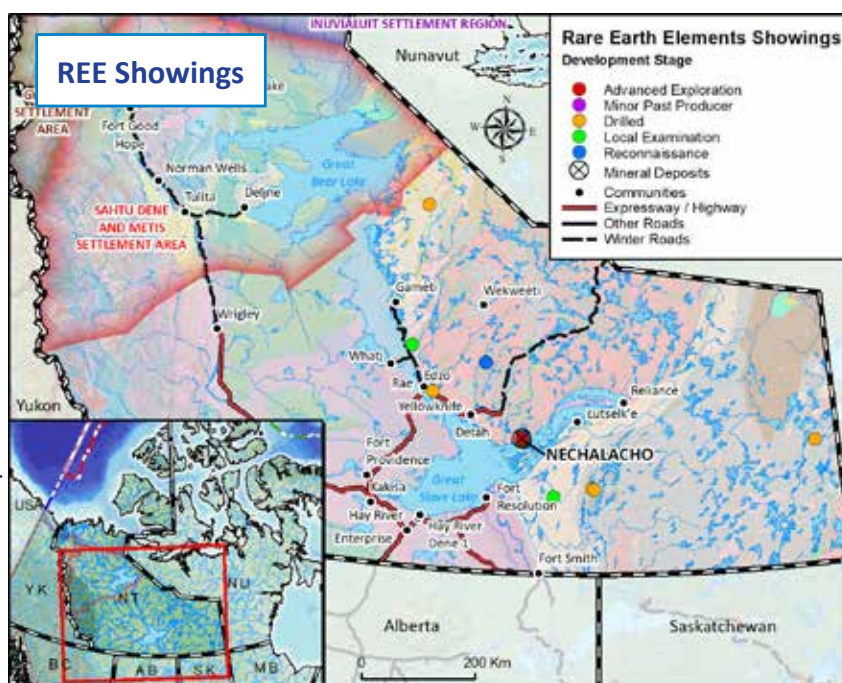 INUVIALUIT SETTLEMENT REGION
Nunavut
REE Showings
SETTLEMENT
AREA
Fort Good
Hope
Norman Wells
Tulita
Deline
Great
Bear Lake
SAHTU DENE
AND METIS
SETTLEMENT AREA
Wrigley
Gameti
Wekweeti
Whati
Rae
Edzo
Yellowknife
Detah
Reliance
Lutselk'e
NECHALACHO
Yukon
Fort
Providence
Kakisa
Great
Slave Lake
Hay River
Enterprise
Hay River
Dene 1
Fort
Resolution
Fort Smith
Alberta
Saskatchewan
0 200 Km
N
W E
S
Rare Earth Elements Showings
Development Stage
Advanced Exploration
Minor Past Producer
Drilled
Local Examination
Reconnaissance
Mineral Deposits
Communities
Expressway / Highway
Other Roads
Winter Roads
USA
YK
NT
NU
BC
AB
SK
MB